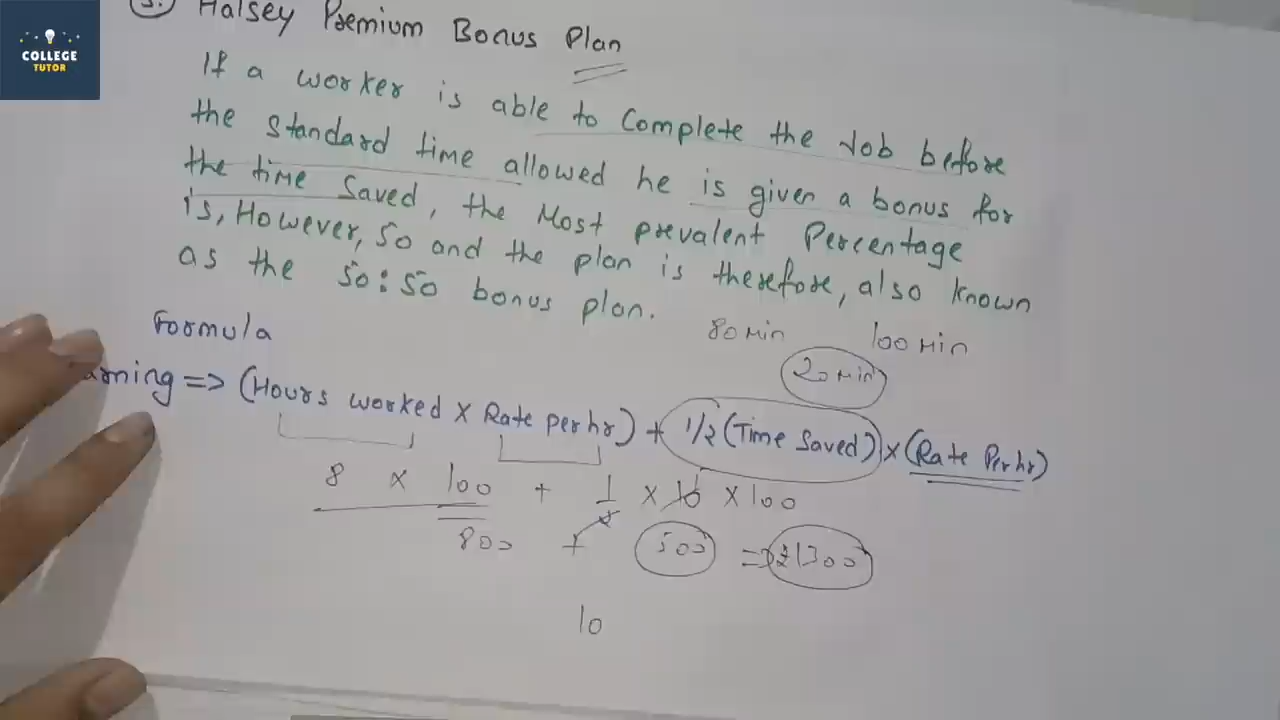 COLLEGE
TUTOR
3. Halsey Premium Bonus Plan
If a worker is able to Complete the Job before
the standard time allowed he is given a bonus for
the time Saved, the Most prevalent Percentage
is, However, 50 and the plan is therefore, also known
as the 50:50 bonus plan.
80 Min 100 Min
20 Min
Formula
arning => (Hours worked x Rate per hr) + 1/2 (Time Saved) x (Rate Per hr)
8 x 100 + 1/2 x 10 x 100
800 + 500 => ₹1300
10